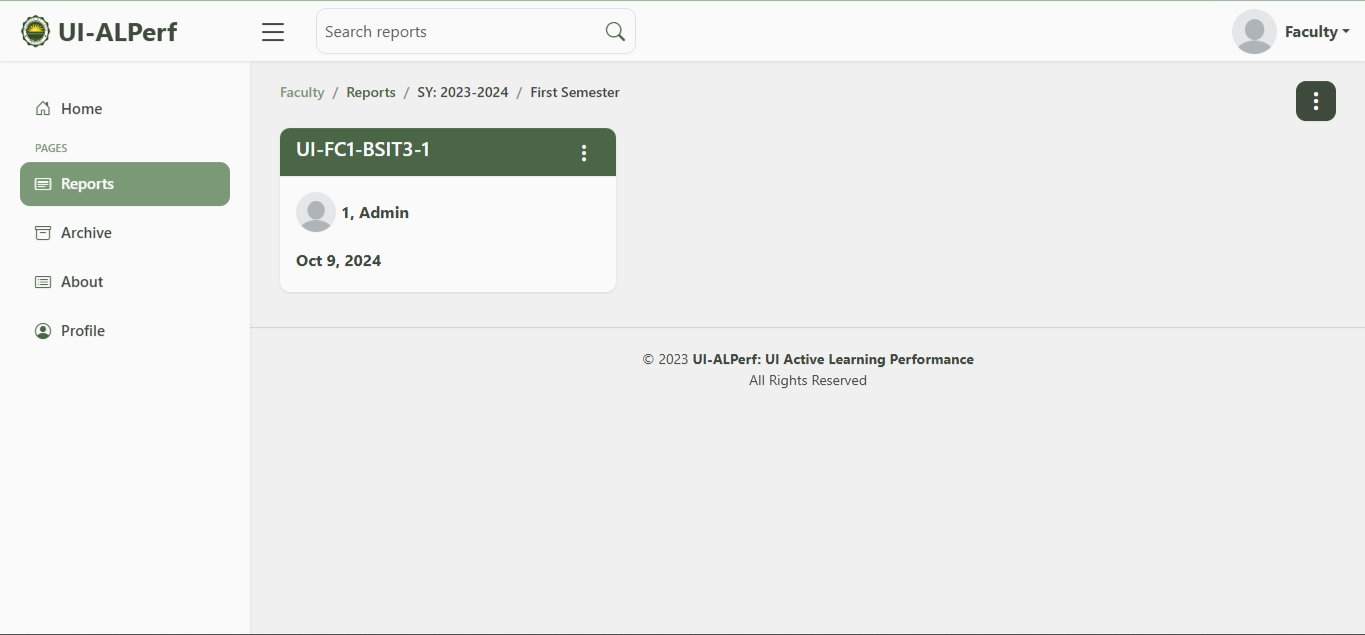 UI-ALPerf
Search reports
Faculty
Home
PAGES
Reports
Archive
About
Profile
Faculty / Reports / SY: 2023-2024 / First Semester
UI-FC1-BSIT3-1
1, Admin
Oct 9, 2024
© 2023 UI-ALPerf: UI Active Learning Performance
All Rights Reserved